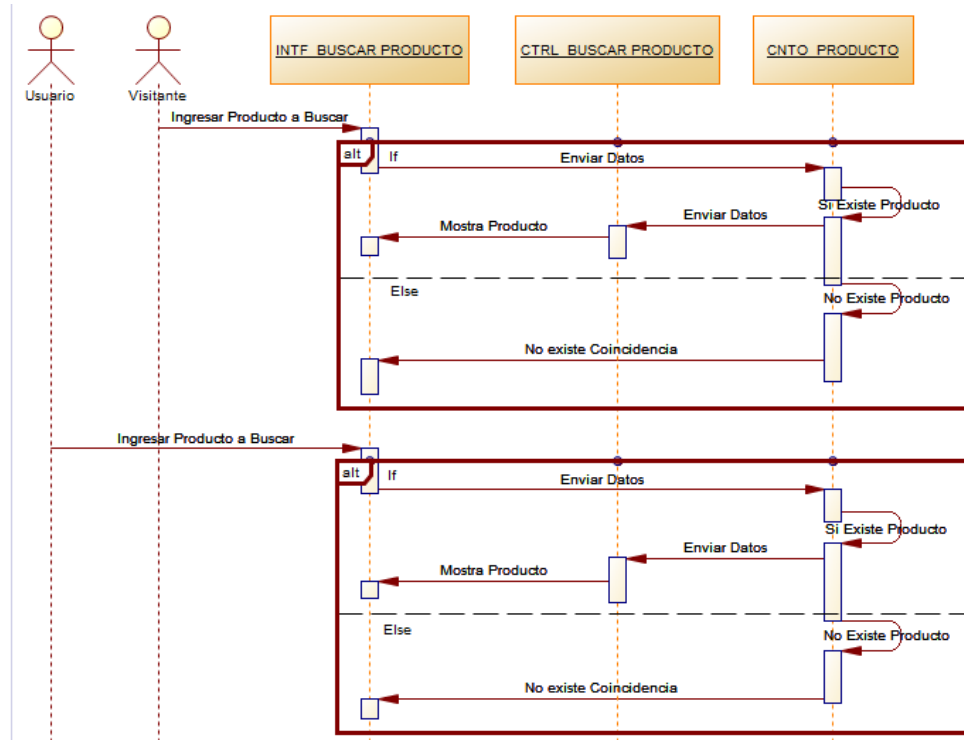 INTF_BUSCAR PRODUCTO
CTRL_BUSCAR PRODUCTO
CNTO_PRODUCTO
Usuario
Visitante
Ingresar Producto a Buscar
alt
If
Enviar Datos
Si Existe Producto
Enviar Datos
Mostra Producto
Else
No Existe Producto
No existe Coincidencia
Ingresar Producto a Buscar
alt
If
Enviar Datos
Si Existe Producto
Enviar Datos
Mostra Producto
Else
No Existe Producto
No existe Coincidencia